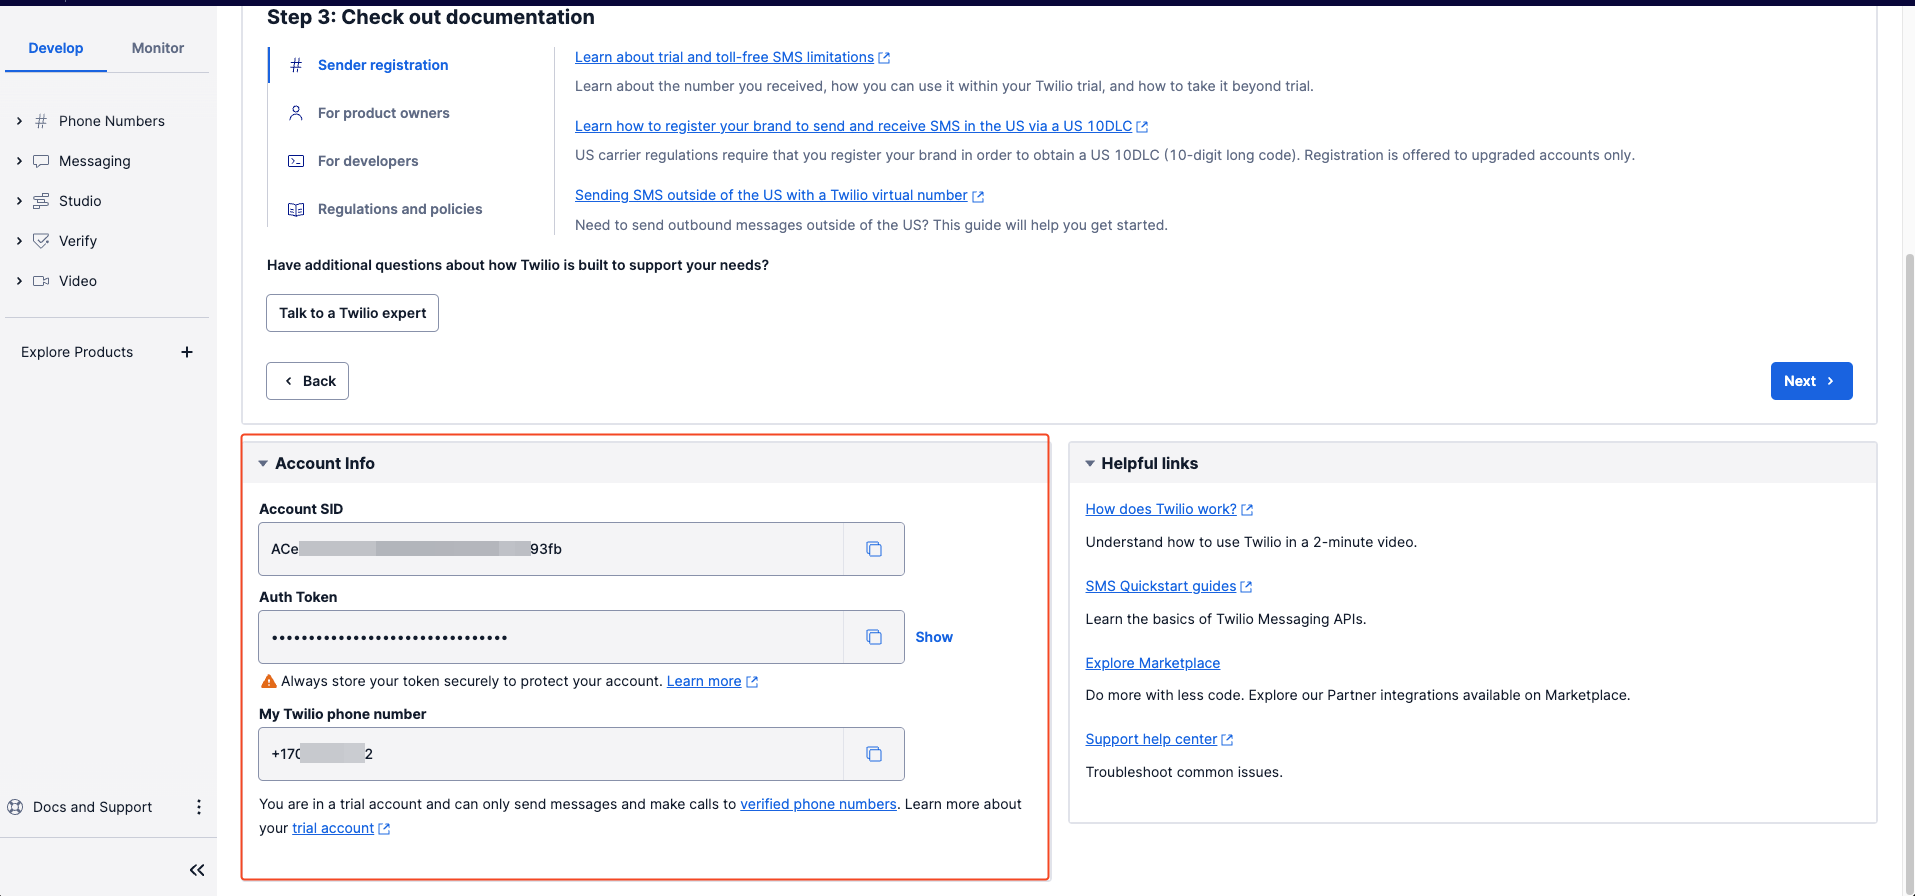 Develop
Monitor
Phone Numbers
Messaging
Studio
Verify
Video
Explore Products
Docs and Support
Step 3: Check out documentation
Sender registration
For product owners
For developers
Regulations and policies
Learn about trial and toll-free SMS limitations
Learn about the number you received, how you can use it within your Twilio trial, and how to take it beyond trial.
Learn how to register your brand to send and receive SMS in the US via a US 10DLC
US carrier regulations require that you register your brand in order to obtain a US 10DLC (10-digit long code). Registration is offered to upgraded accounts only.
Sending SMS outside of the US with a Twilio virtual number
Need to send outbound messages outside of the US? This guide will help you get started.
Have additional questions about how Twilio is built to support your needs?
Talk to a Twilio expert
Back
Next
Account Info
Account SID
ACe 93fb
Auth Token
••••••••••••••••••••••••••••••••
Show
Always store your token securely to protect your account. Learn more
My Twilio phone number
+170 2
You are in a trial account and can only send messages and make calls to verified phone numbers. Learn more about
your trial account
Helpful links
How does Twilio work?
Understand how to use Twilio in a 2-minute video.
SMS Quickstart guides
Learn the basics of Twilio Messaging APIs.
Explore Marketplace
Do more with less code. Explore our Partner integrations available on Marketplace.
Support help center
Troubleshoot common issues.